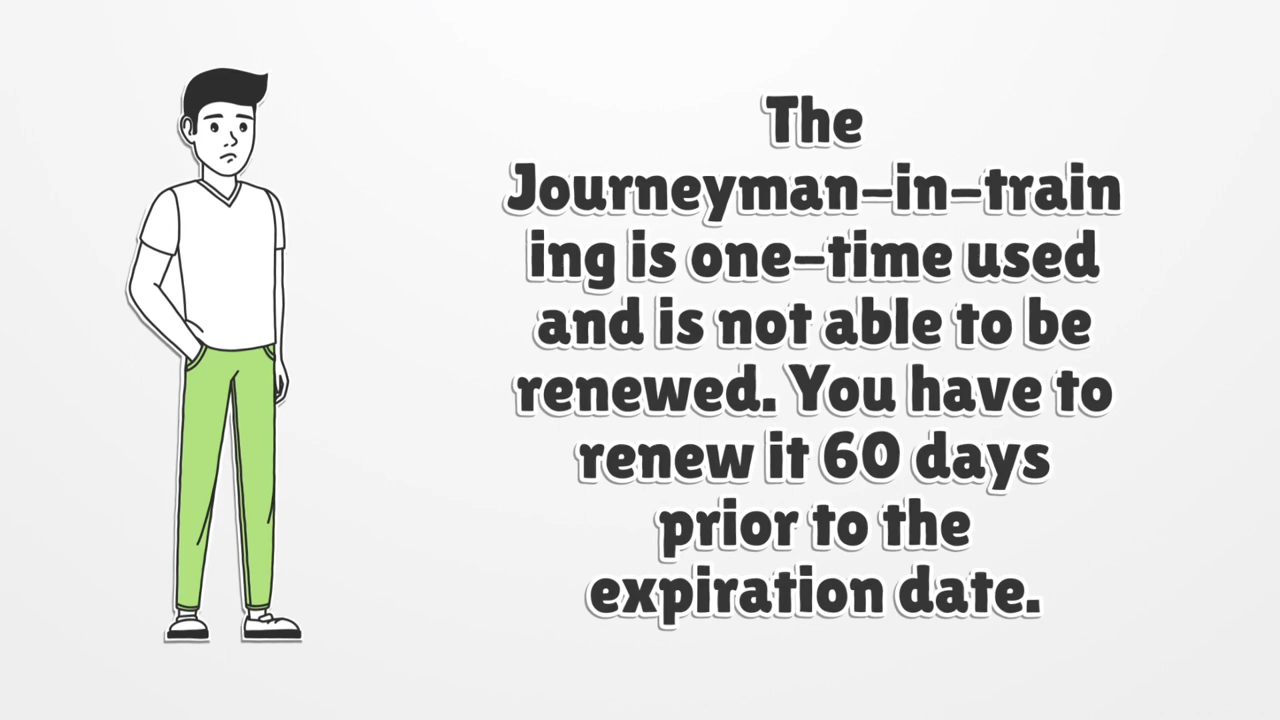 The
Journeyman-in-train
ing is one-time used
and is not able to be
renewed. You have to
renew it 60 days
prior to the
expiration date.